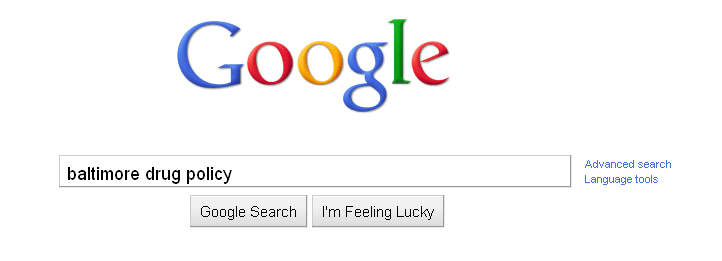 Google
baltimore drug policy
Advanced search
Language tools
Google Search
I'm Feeling Lucky